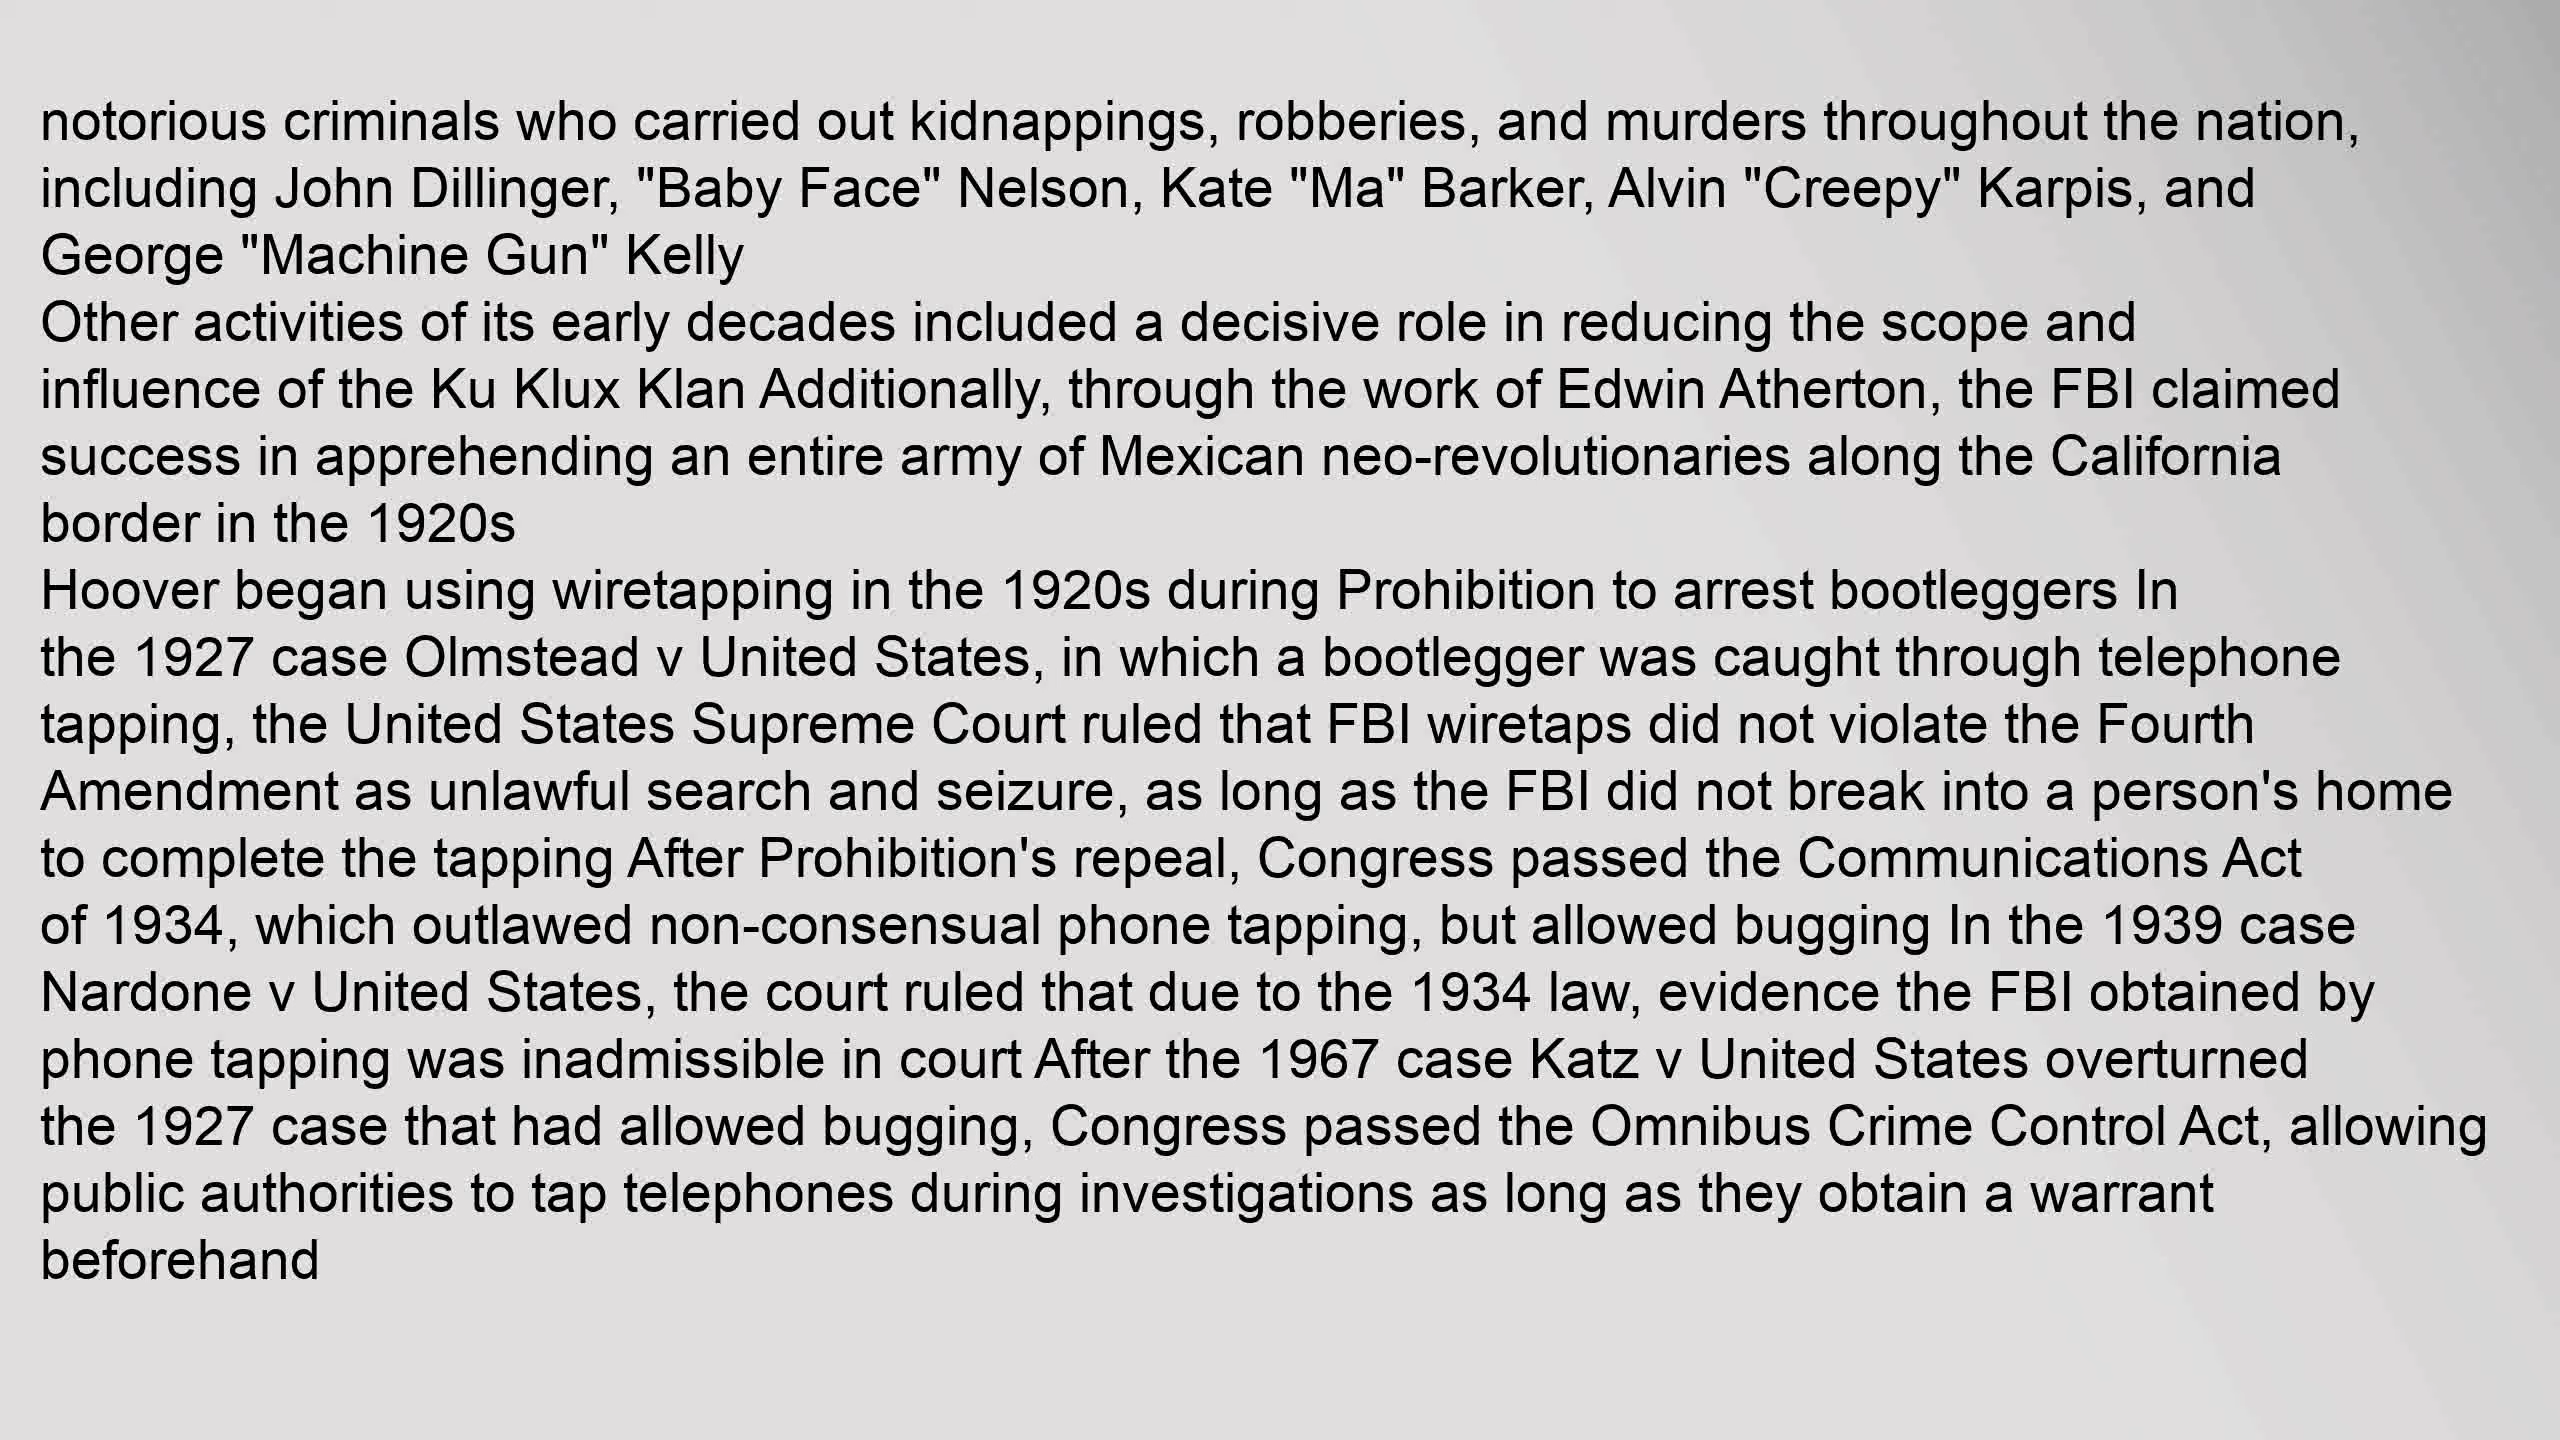 notorious criminals who carried out kidnappings, robberies, and murders throughout the nation,
including John Dillinger, "Baby Face" Nelson, Kate "Ma" Barker, Alvin "Creepy" Karpis, and
George "Machine Gun" Kelly
Other activities of its early decades included a decisive role in reducing the scope and
influence of the Ku Klux Klan Additionally, through the work of Edwin Atherton, the FBI claimed
success in apprehending an entire army of Mexican neo-revolutionaries along the California
border in the 1920s
Hoover began using wiretapping in the 1920s during Prohibition to arrest bootleggers In
the 1927 case Olmstead v United States, in which a bootlegger was caught through telephone
tapping, the United States Supreme Court ruled that FBI wiretaps did not violate the Fourth
Amendment as unlawful search and seizure, as long as the FBI did not break into a person's home
to complete the tapping After Prohibition's repeal, Congress passed the Communications Act
of 1934, which outlawed non-consensual phone tapping, but allowed bugging In the 1939 case
Nardone v United States, the court ruled that due to the 1934 law, evidence the FBI obtained by
phone tapping was inadmissible in court After the 1967 case Katz v United States overturned
the 1927 case that had allowed bugging, Congress passed the Omnibus Crime Control Act, allowing
public authorities to tap telephones during investigations as long as they obtain a warrant
beforehand